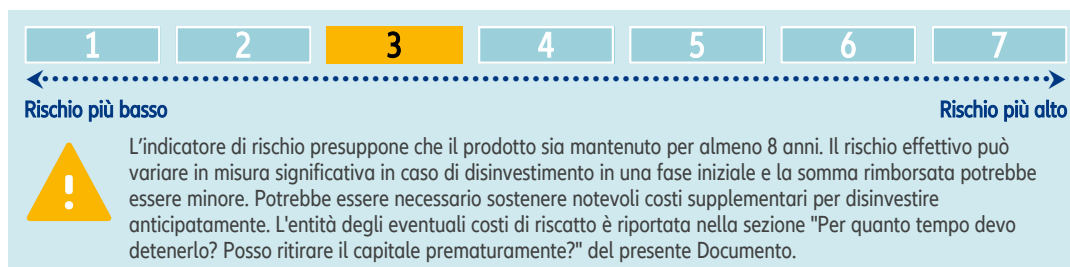 1 2 3 4 5 6 7
Rischio più basso Rischio più alto
L'indicatore di rischio presuppone che il prodotto sia mantenuto per almeno 8 anni. Il rischio effettivo può
variare in misura significativa in caso di disinvestimento in una fase iniziale e la somma rimborsata potrebbe
essere minore. Potrebbe essere necessario sostenere notevoli costi supplementari per disinvestire
anticipatamente. L'entità degli eventuali costi di riscatto è riportata nella sezione "Per quanto tempo devo
detenerlo? Posso ritirare il capitale prematuramente?" del presente Documento.